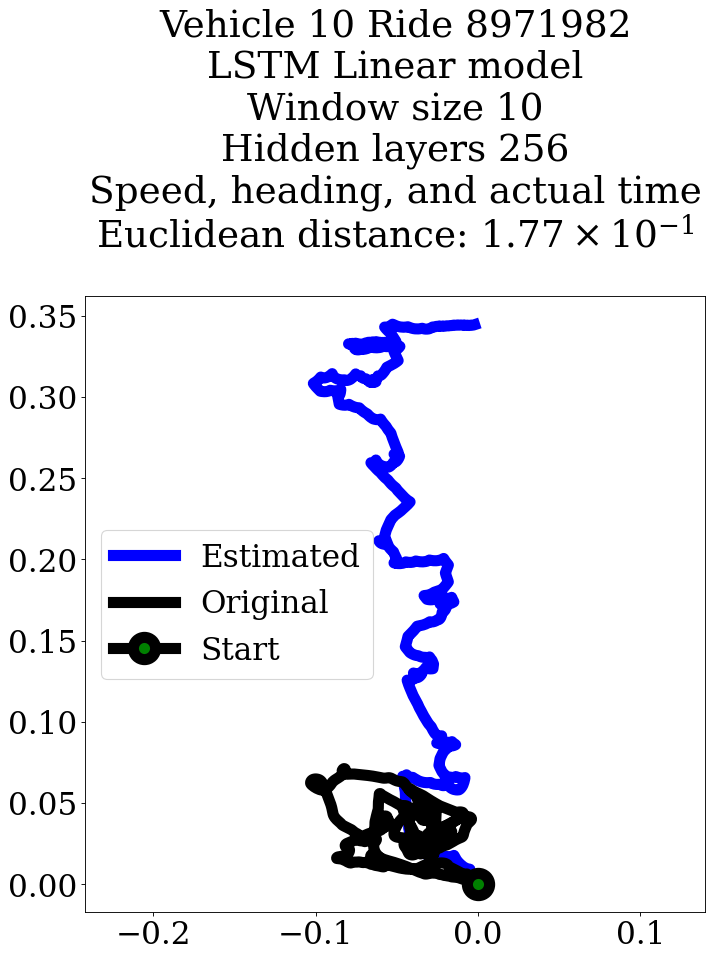 Vehicle 10 Ride 8971982
LSTM Linear model
Window size 10
Hidden layers 256
Speed, heading, and actual time
Euclidean distance: 1.77 × 10⁻¹
0.35
0.30
0.25
0.20
0.15
0.10
0.05
0.00
Estimated
Original
Start
−0.2
−0.1
0.0
0.1